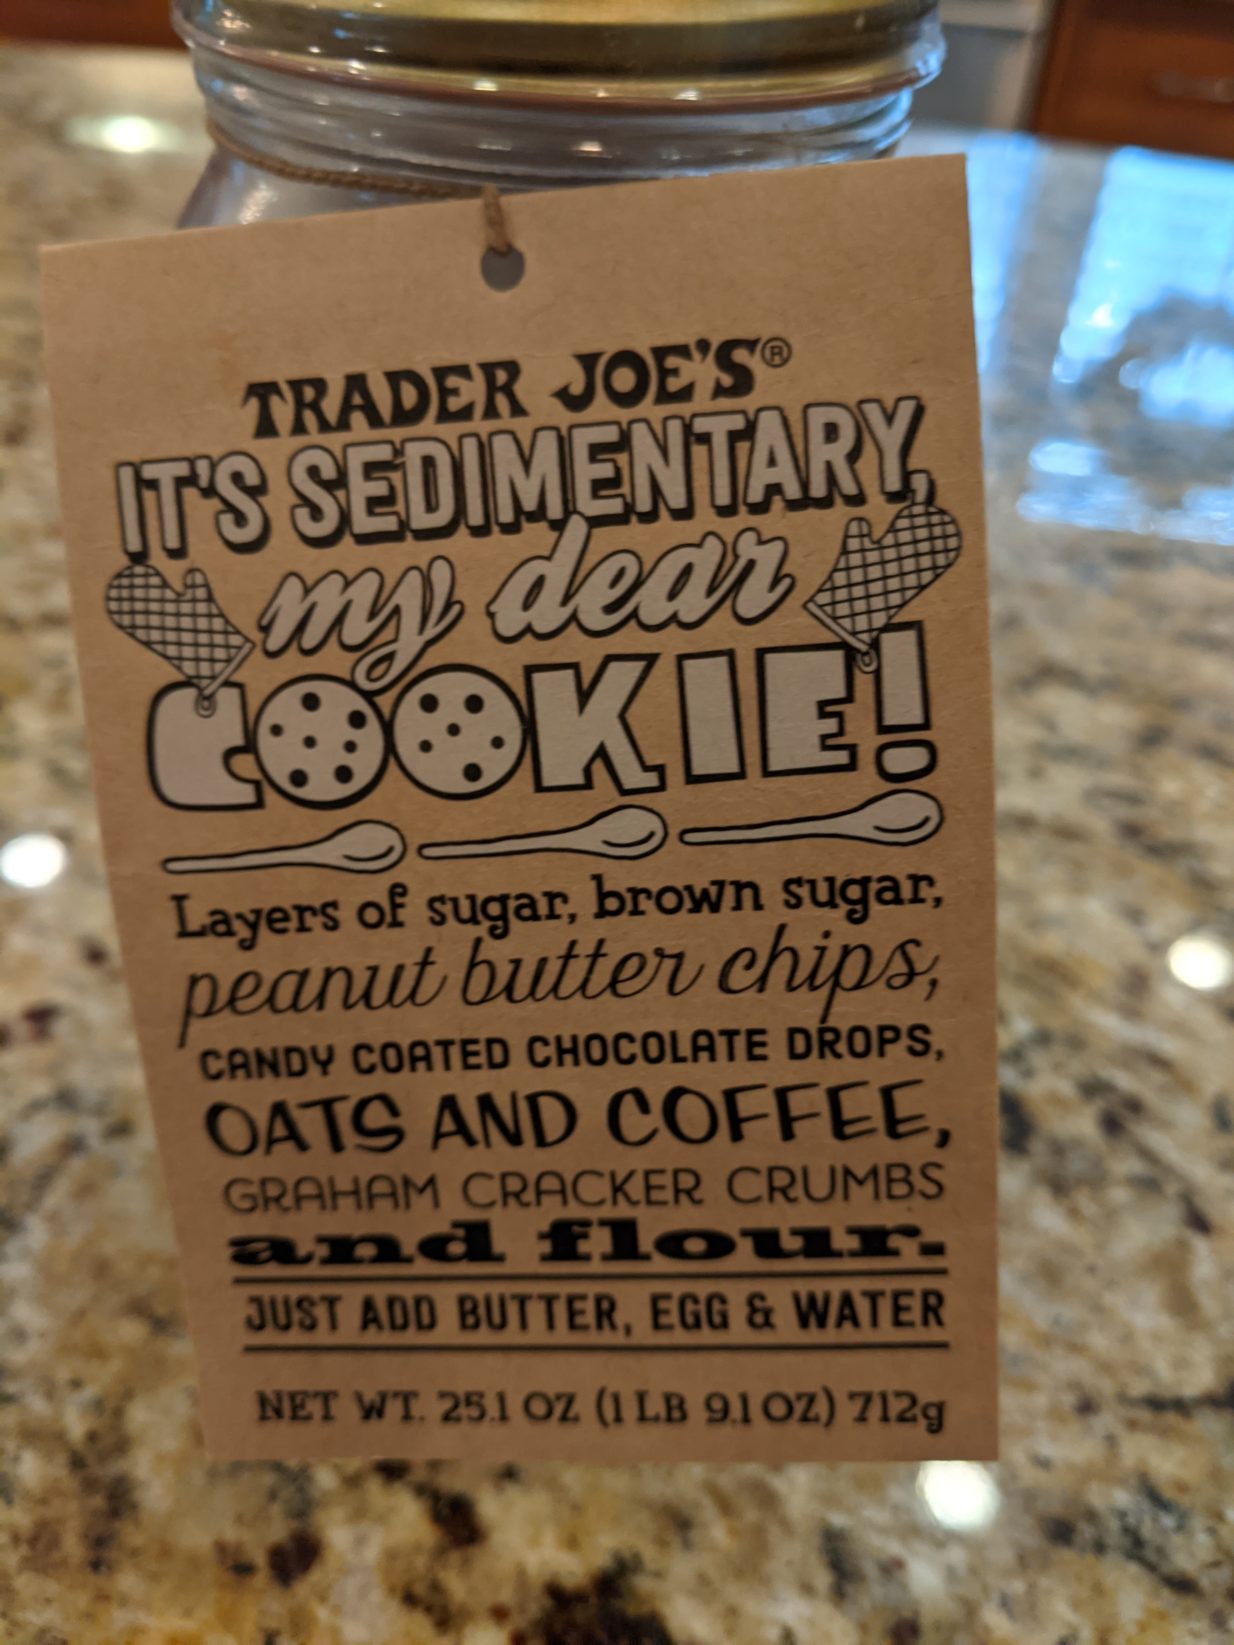 TRADER JOE'S®
IT'S SEDIMENTARY,
my dear
COOKIE!
Layers of sugar, brown sugar,
peanut butter chips,
CANDY COATED CHOCOLATE DROPS,
OATS AND COFFEE,
GRAHAM CRACKER CRUMBS
and flour.
JUST ADD BUTTER, EGG & WATER
NET WT. 25.1 OZ (1 LB 9.1 OZ) 712g